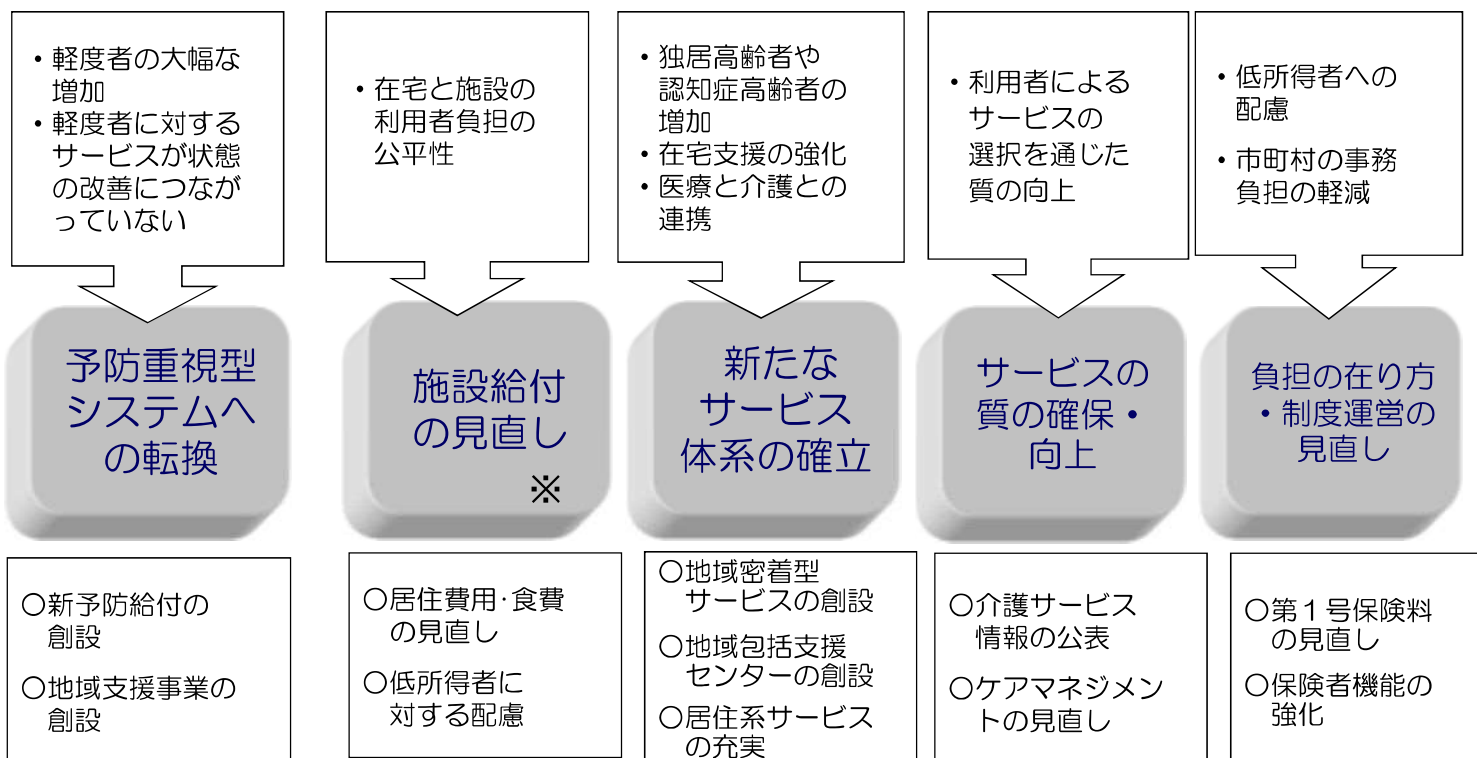 ・軽度者の大幅な
増加
・軽度者に対する
サービスが状態
の改善につなが
っていない
・在宅と施設の
利用者負担の
公平性
・独居高齢者や
認知症高齢者の
増加
・在宅支援の強化
・医療と介護との
連携
・利用者による
サービスの
選択を通じた
質の向上
・低所得者への
配慮
・市町村の事務
負担の軽減
予防重視型
システムへ
の転換
施設給付
の見直し
※
新たな
サービス
体系の確立
サービスの
質の確保・
向上
負担の在り方
・制度運営の
見直し
〇新予防給付の
創設
〇地域支援事業の
創設
〇居住費用・食費
の見直し
〇低所得者に
対する配慮
〇地域密着型
サービスの創設
〇地域包括支援
センターの創設
〇居住系サービス
の充実
〇介護サービス
情報の公表
〇ケアマネジメン
トの見直し
〇第１号保険料
の見直し
〇保険者機能の
強化